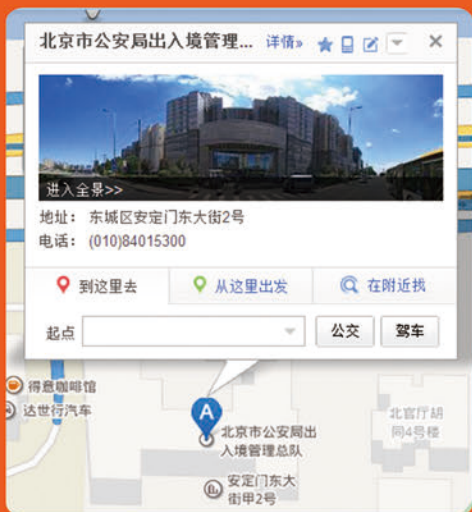 北京市公安局出入境管理... 详情»
进入全景>>
地址： 东城区安定门东大街2号
电话： (010)84015300
到这里去 从这里出发 在附近找
起点 公交 驾车
得意咖啡馆
达世行汽车
A
北京市公安局出
入境管理总队
北官厅胡
同4号楼
安定门东大
街甲2号